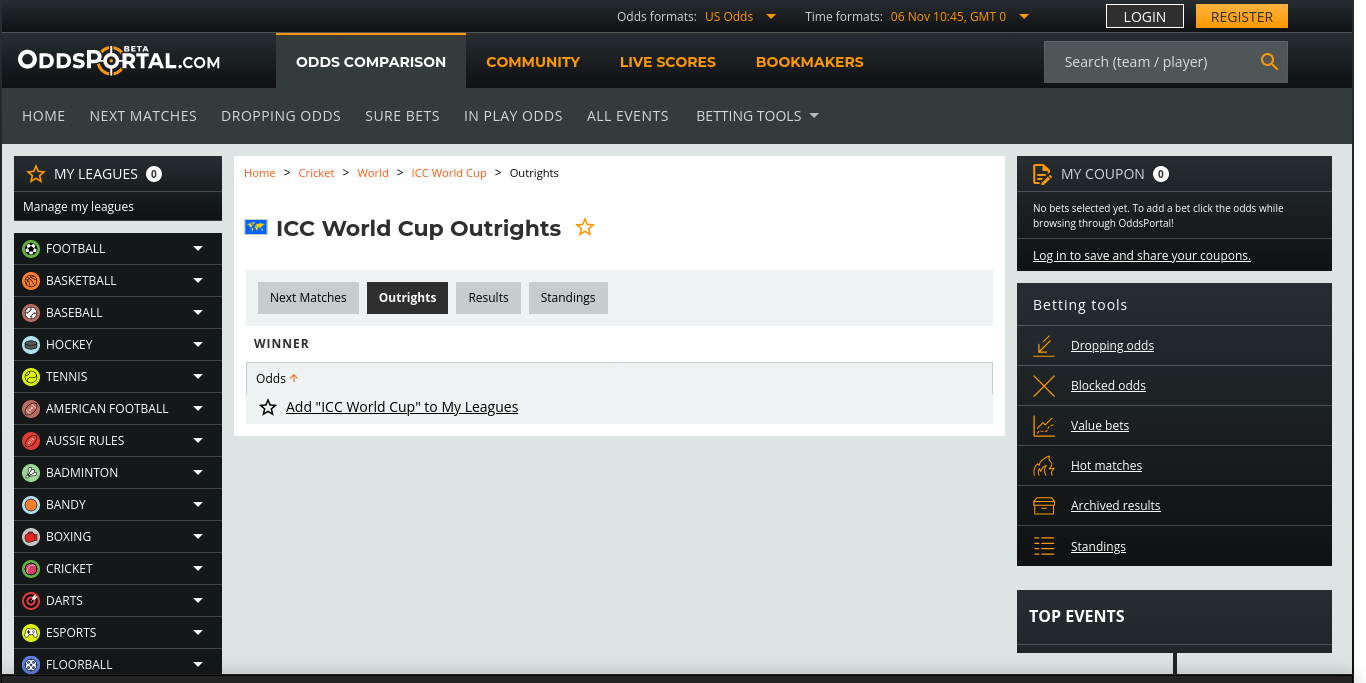 Odds formats: US Odds Time formats: 06 Nov 10:45, GMT 0 LOGIN REGISTER
ODDSPORTAL.COM BETA ODDS COMPARISON COMMUNITY LIVE SCORES BOOKMAKERS Search (team / player)
HOME NEXT MATCHES DROPPING ODDS SURE BETS IN PLAY ODDS ALL EVENTS BETTING TOOLS
MY LEAGUES 0
Manage my leagues
FOOTBALL
BASKETBALL
BASEBALL
HOCKEY
TENNIS
AMERICAN FOOTBALL
AUSSIE RULES
BADMINTON
BANDY
BOXING
CRICKET
DARTS
ESPORTS
FLOORBALL
Home > Cricket > World > ICC World Cup > Outrights
ICC World Cup Outrights
Next Matches Outrights Results Standings
WINNER
Odds
Add "ICC World Cup" to My Leagues
MY COUPON 0
No bets selected yet. To add a bet click the odds while
browsing through OddsPortal!
Log in to save and share your coupons.
Betting tools
Dropping odds
Blocked odds
Value bets
Hot matches
Archived results
Standings
TOP EVENTS